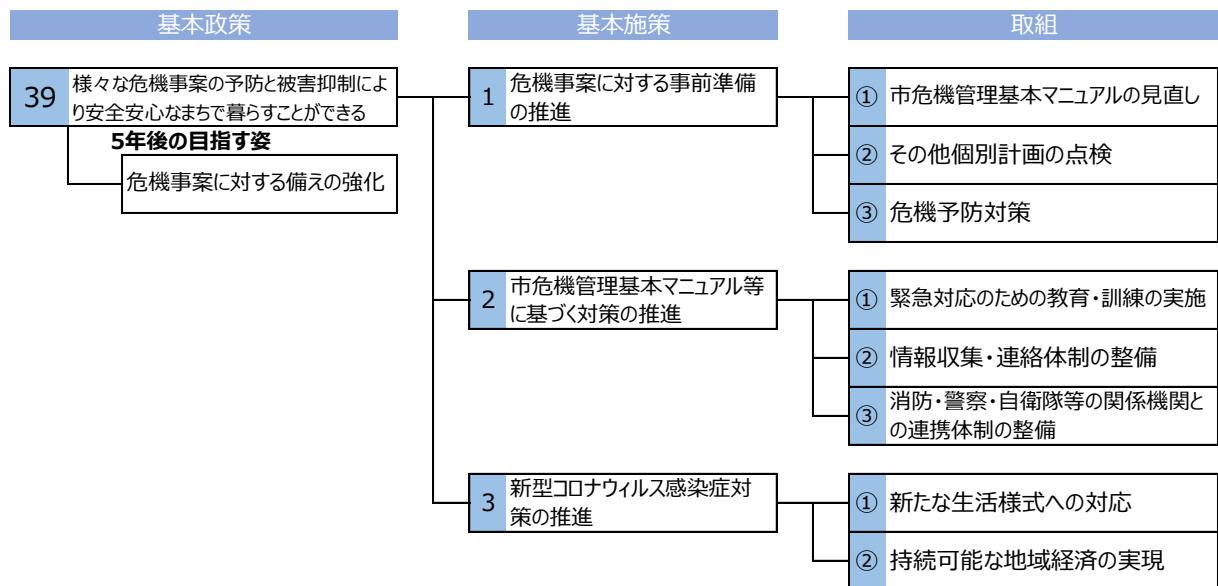 基本政策
基本施策
取組
39
様々な危機事案の予防と被害抑制によ
り安全安心なまちで暮らすことができる
5年後の目指す姿
危機事案に対する備えの強化
1
危機事案に対する事前準備
の推進
① 市危機管理基本マニュアルの見直し
② その他個別計画の点検
③ 危機予防対策
2
市危機管理基本マニュアル等
に基づく対策の推進
① 緊急対応のための教育・訓練の実施
② 情報収集・連絡体制の整備
③ 消防・警察・自衛隊等の関係機関と
の連携体制の整備
3
新型コロナウィルス感染症対
策の推進
① 新たな生活様式への対応
② 持続可能な地域経済の実現